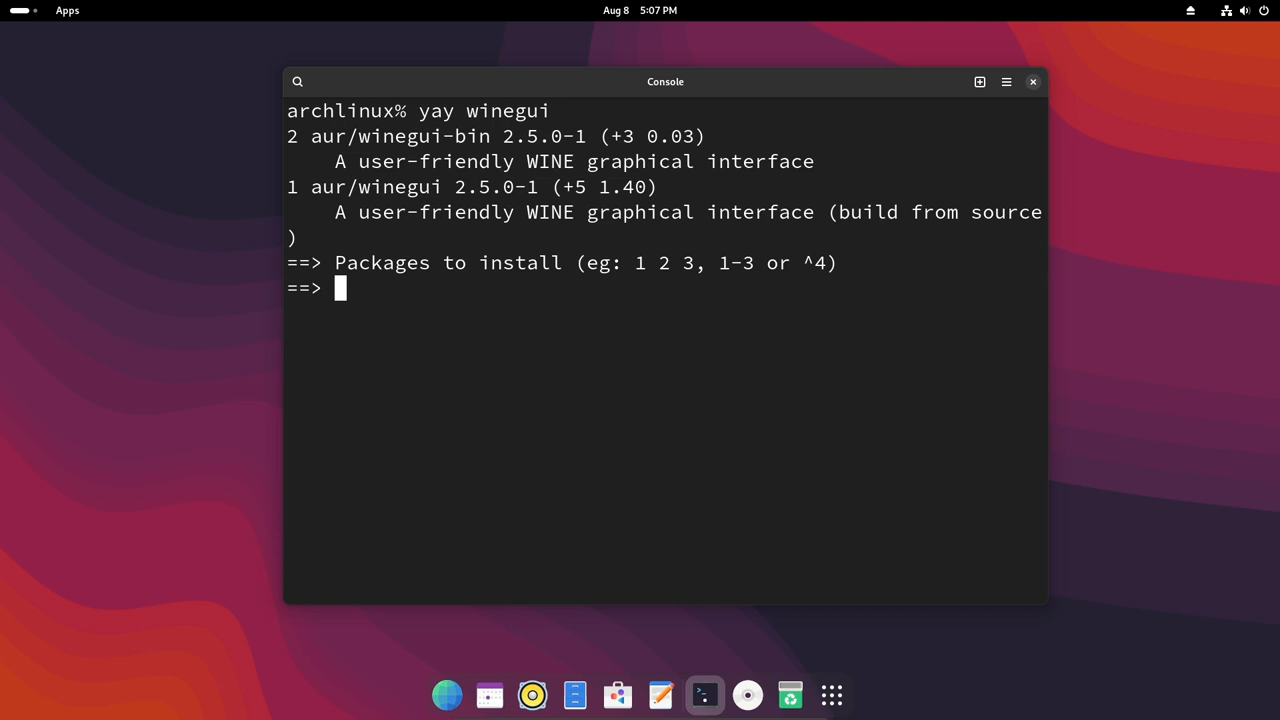 Apps
Aug 8 5:07 PM
Console
archlinux% yay winegui
2 aur/winegui-bin 2.5.0-1 (+3 0.03)
A user-friendly WINE graphical interface
1 aur/winegui 2.5.0-1 (+5 1.40)
A user-friendly WINE graphical interface (build from source
)
==> Packages to install (eg: 1 2 3, 1-3 or ^4)
==>